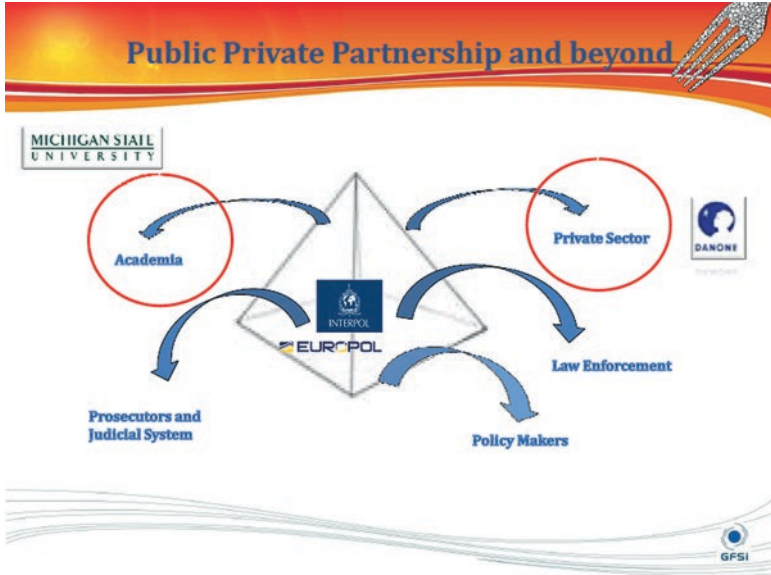 Public Private Partnership and beyond
MICHIGAN STATE
UNIVERSITY
Academia
Private Sector
DANONE
INTERPOL
EUROPOL
Law Enforcement
Prosecutors and
Judicial System
Policy Makers
GFSI